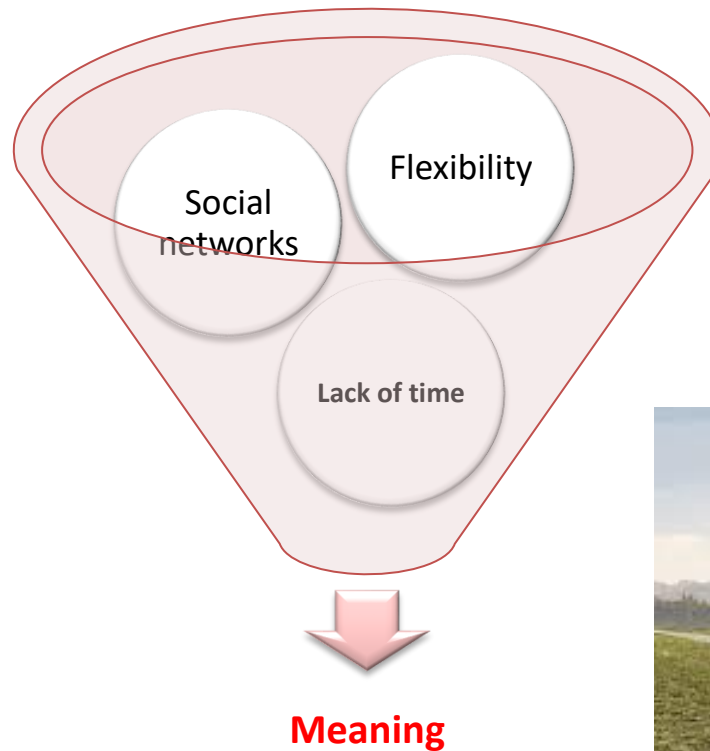 Flexibility
Social
networks
Lack of time
Meaning